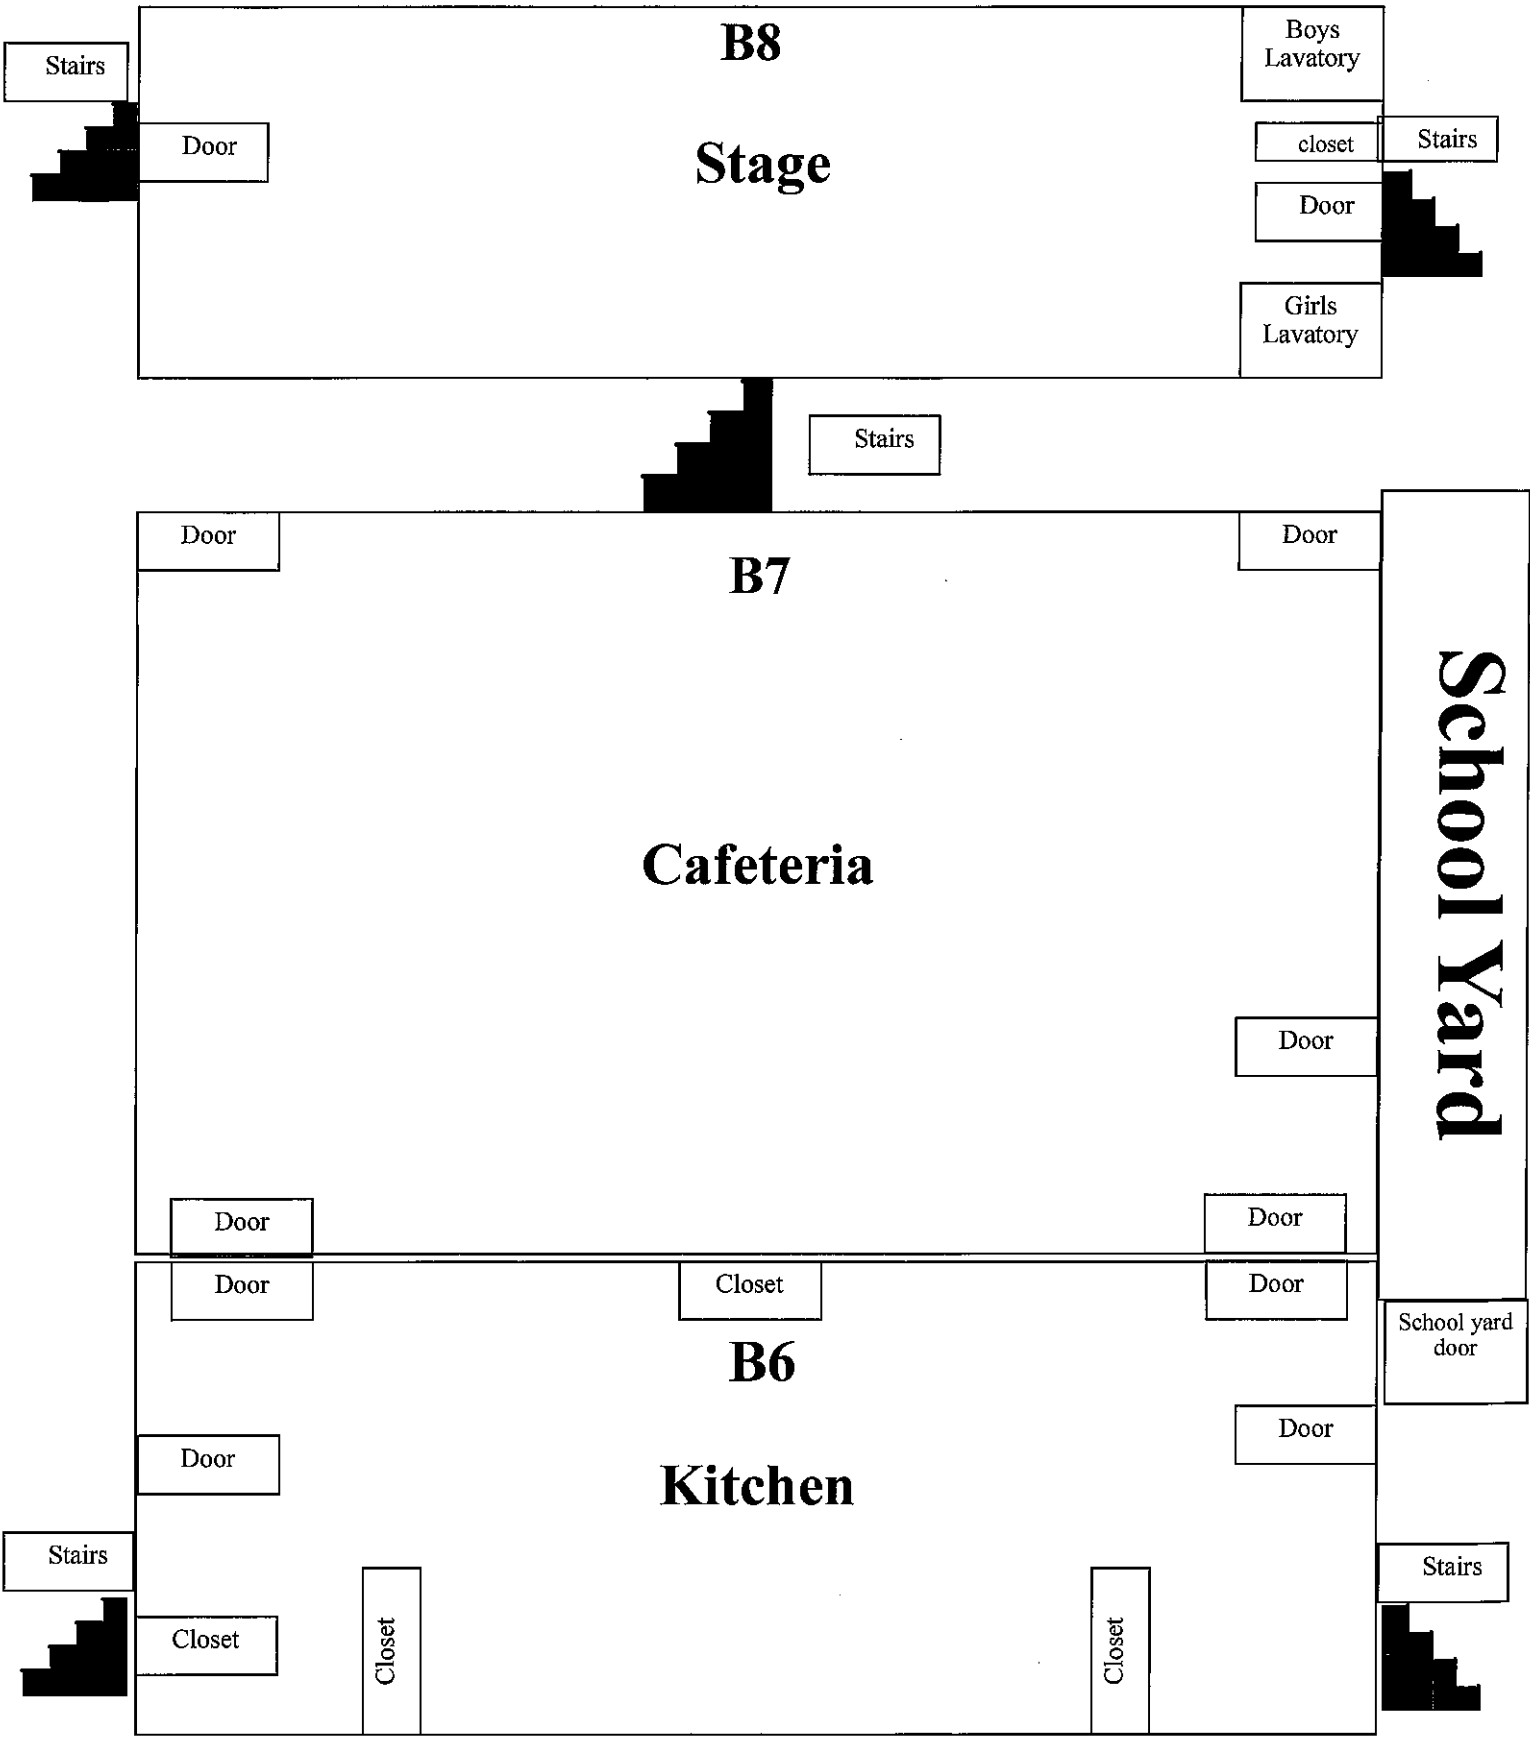 B8
Boys
Lavatory
Stairs
Door
Stage
closet
Stairs
Door
Girls
Lavatory
Stairs
Door
B7
Door
School Yard
Cafeteria
Door
Door
Door
Door
Closet
Door
School yard
door
B6
Door
Door
Kitchen
Stairs
Stairs
Closet
Closet
Closet